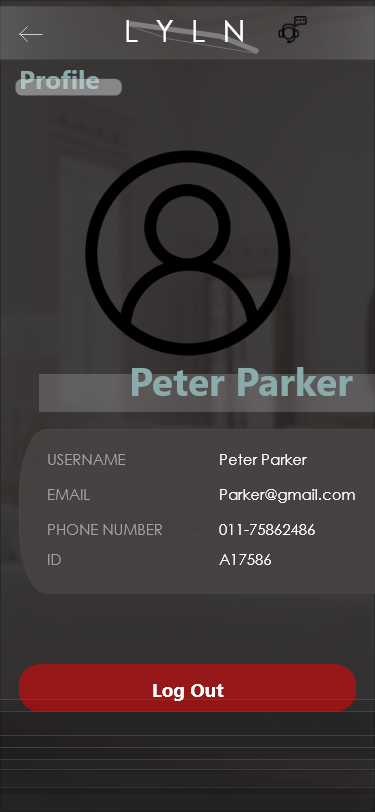 LYLN
Profile
Peter Parker
USERNAME Peter Parker
EMAIL Parker@gmail.com
PHONE NUMBER 011-75862486
ID A17586
Log Out